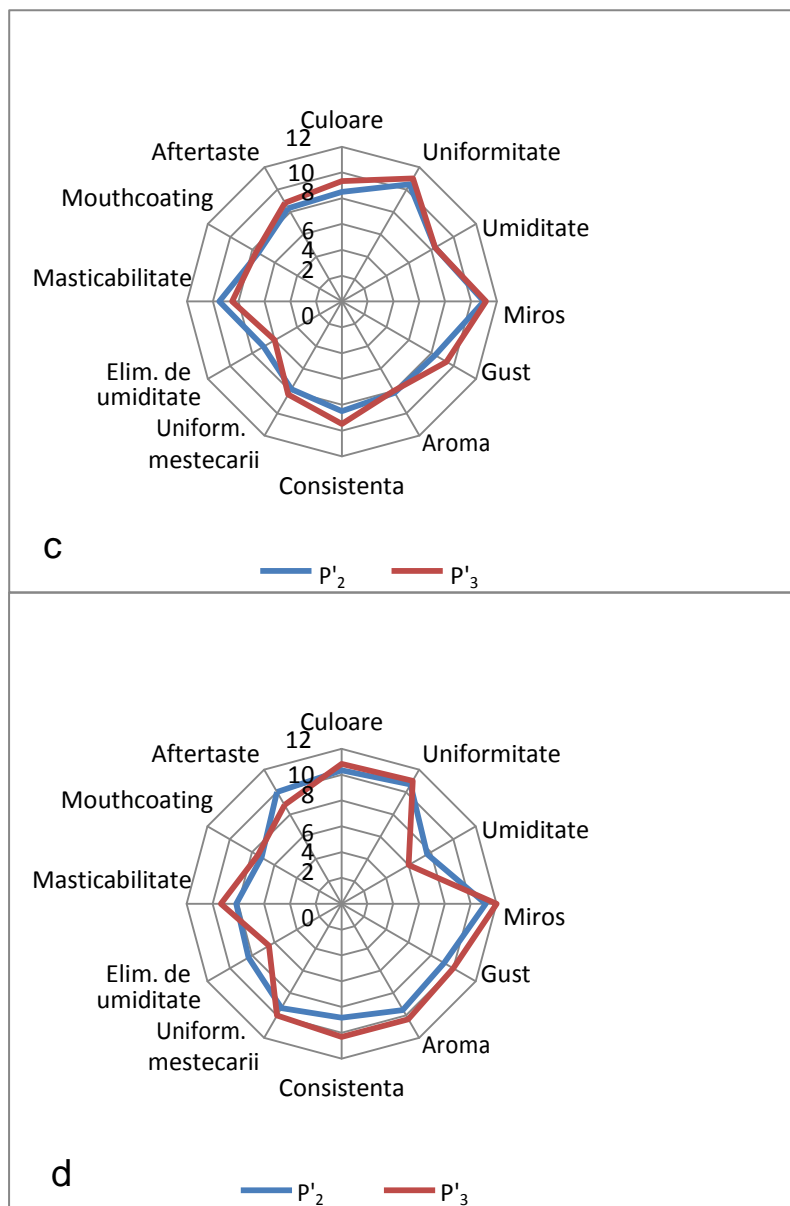 Culoare
12
Aftertaste
Uniformitate
10
Mouthcoating
8
Umiditate
6
4
Masticabilitate
2
0
Miros
Elim. de
umiditate
Gust
Uniform.
mestecarii
Aroma
Consistenta
c
P'2 P'3
Culoare
12
Aftertaste
Uniformitate
10
Mouthcoating
8
Umiditate
6
4
Masticabilitate
2
0
Miros
Elim. de
umiditate
Gust
Uniform.
mestecarii
Aroma
Consistenta
d
P'2 P'3